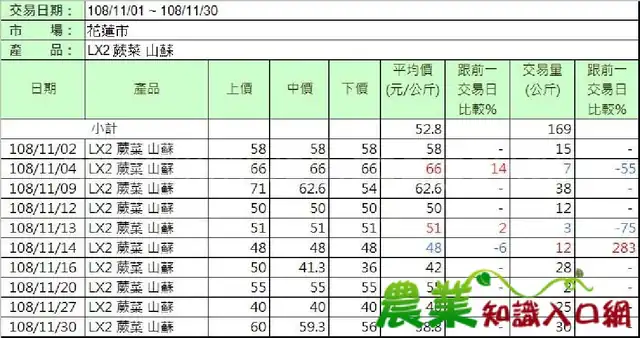 交易日期： 108/11/01 ~ 108/11/30
市 場： 花蓮市
產 品： LX2 蕨菜 山蘇
日期 產品 上價 中價 下價 平均價 (元/公斤) 跟前一交易日比較% 交易量 (公斤) 跟前一交易日比較%
小計 52.8 169
108/11/02 LX2 蕨菜 山蘇 58 58 58 58 - 15 -
108/11/04 LX2 蕨菜 山蘇 66 66 66 66 14 7 -55
108/11/09 LX2 蕨菜 山蘇 71 62.6 54 62.6 - 38 -
108/11/12 LX2 蕨菜 山蘇 50 50 50 50 - 12 -
108/11/13 LX2 蕨菜 山蘇 51 51 51 51 2 3 -75
108/11/14 LX2 蕨菜 山蘇 48 48 48 48 -6 12 283
108/11/16 LX2 蕨菜 山蘇 50 41.3 36 42 - 28 -
108/11/20 LX2 蕨菜 山蘇 55 55 55 - 2 -
108/11/27 LX2 蕨菜 山蘇 40 40 40 25 -
108/11/30 LX2 蕨菜 山蘇 60 59.3 56 58.8 - 30 -
農業知識入口網